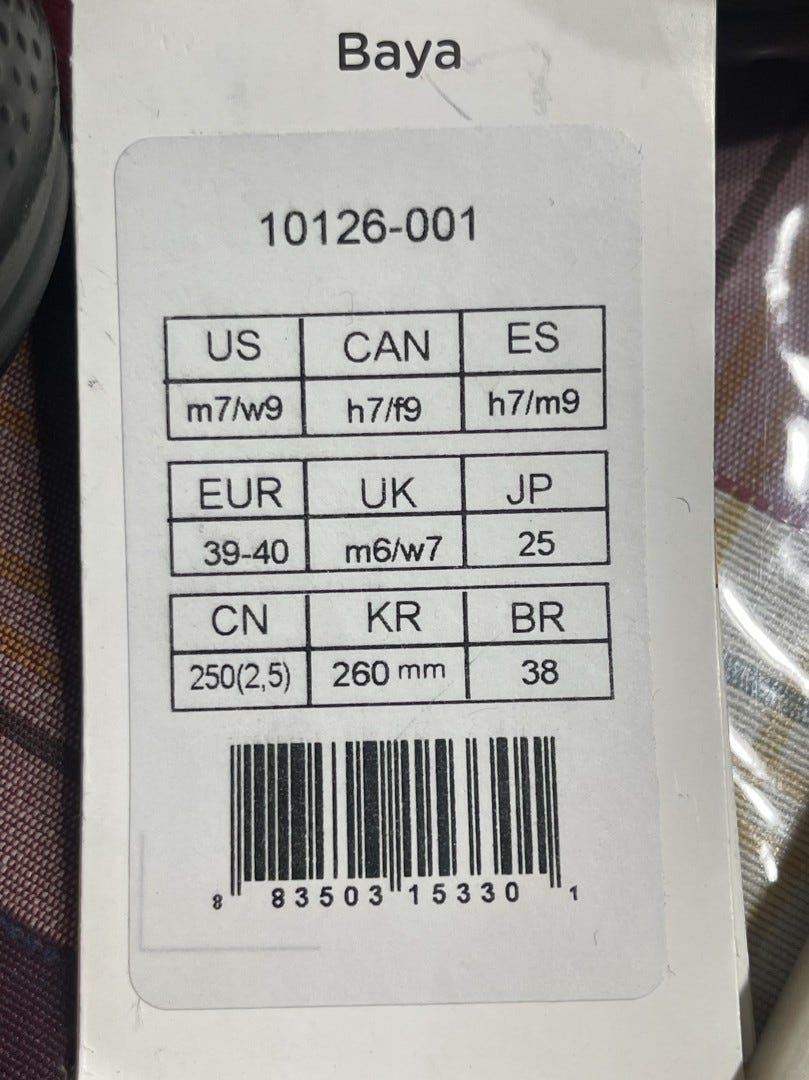 Baya
10126-001
US CAN ES
m7/w9 h7/f9 h7/m9
EUR UK JP
39-40 m6/w7 25
CN KR BR
250(2,5) 260 mm 38
8 83503 15330 1